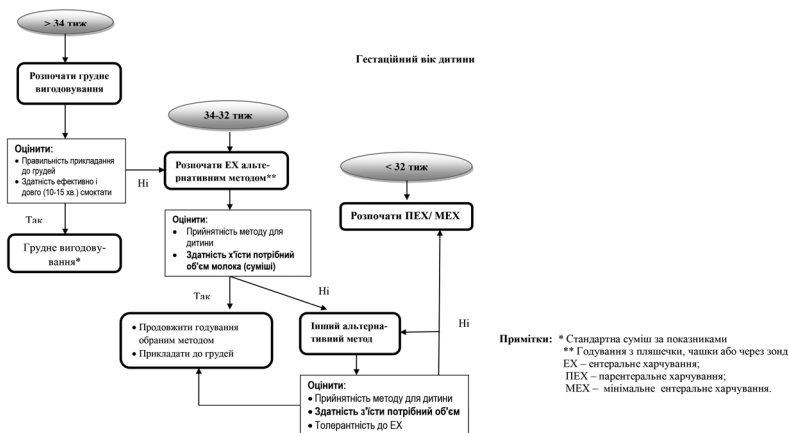 > 34 тиж
Гестаційний вік дитини
Розпочати грудне
вигодовування
34-32 тиж
Оцінити:
● Правильність прикладання
до грудей
● Здатність ефективно і
довго (10-15 хв.) смоктати
Ні
Розпочати ЕХ альте-
рнативним методом**
< 32 тиж
Розпочати ПЕХ/ МЕХ
Так
Грудне вигодову-
вання*
Оцінити:
● Прийнятність методу для
дитини
● Здатність х'їсти потрібний
об'єм молока (суміші)
Так
Ні
● Продовжити годування
обраним методом
● Прикладати до грудей
Інший альтерна-
тивний метод
Ні
Оцінити:
● Прийнятність методу для дитини
● Здатність з'їсти потрібний об'єм
● Толерантність до ЕХ
Примітки: * Стандартна суміш за показниками
** Годування з пляшечки, чашки або через зонд
ЕХ – ентеральне харчування;
ПЕХ – парентеральне харчування;
МЕХ – мінімальне ентеральне харчування.